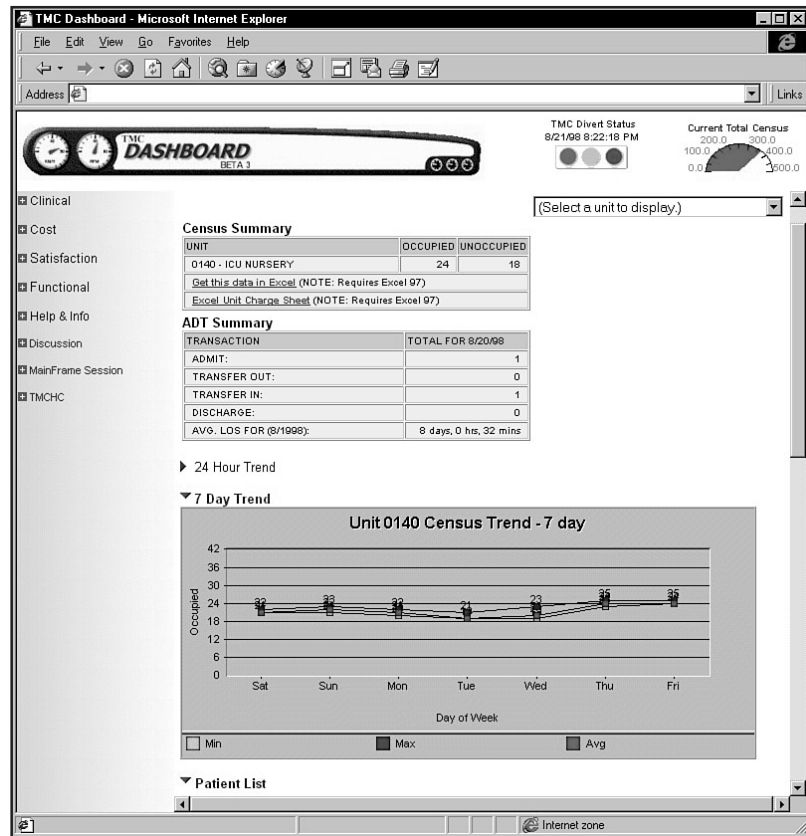 TMC Dashboard - Microsoft Internet Explorer
File Edit View Go Favorites Help
Address Links
TMC
DASHBOARD
BETA 3
TMC Divert Status
8/21/98 8:22:18 PM
Current Total Census
200.0 300.0
100.0 400.0
0.0 500.0
Clinical
Cost
Satisfaction
Functional
Help & Info
Discussion
MainFrame Session
TMCHC
(Select a unit to display.)
Census Summary
UNIT OCCUPIED UNOCCUPIED
0140 - ICU NURSERY 24 18
Get this data in Excel (NOTE: Requires Excel 97)
Excel Unit Charge Sheet (NOTE: Requires Excel 97)
ADT Summary
TRANSACTION TOTAL FOR 8/20/98
ADMIT: 1
TRANSFER OUT: 0
TRANSFER IN: 1
DISCHARGE: 0
AVG. LOS FOR (8/1998): 8 days, 0 hrs, 32 mins
24 Hour Trend
7 Day Trend
Unit 0140 Census Trend - 7 day
Occupied
42
36
30
24
18
12
6
0
21 23
Sat Sun Mon Tue Wed Thu Fri
Day of Week
Min Max Avg
Patient List
Internet zone